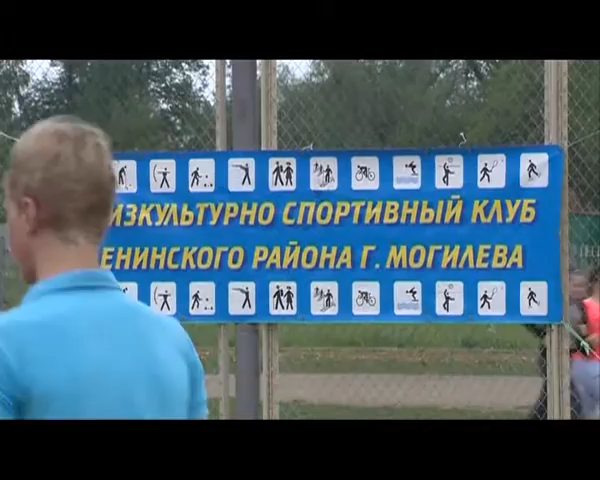 ИЗКУЛЬТУРНО СПОРТИВНЫЙ КЛУБ
ЕНИНСКОГО РАЙОНА Г. МОГИЛЕВА